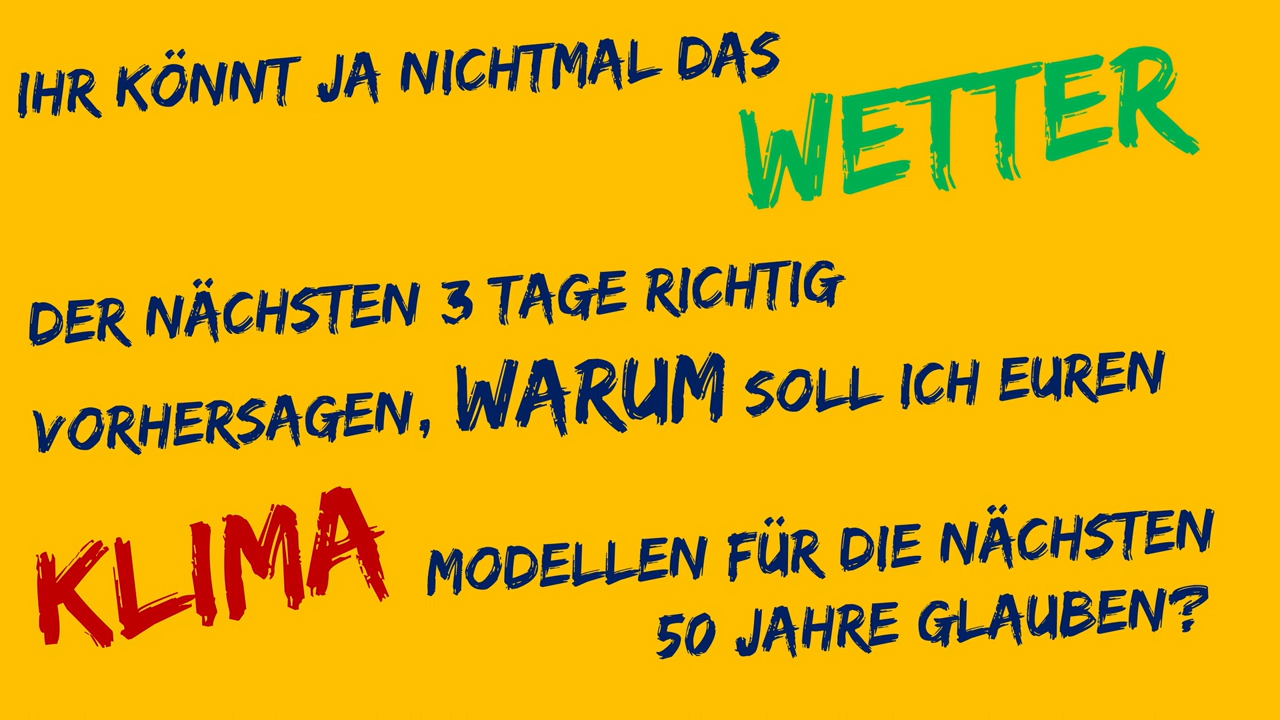 IHR KÖNNT JA NICHTMAL DAS
WETTER
DER NÄCHSTEN 3 TAGE RICHTIG
VORHERSAGEN, WARUM SOLL ICH EUREN
KLIMA
MODELLEN FÜR DIE NÄCHSTEN
50 JAHRE GLAUBEN?